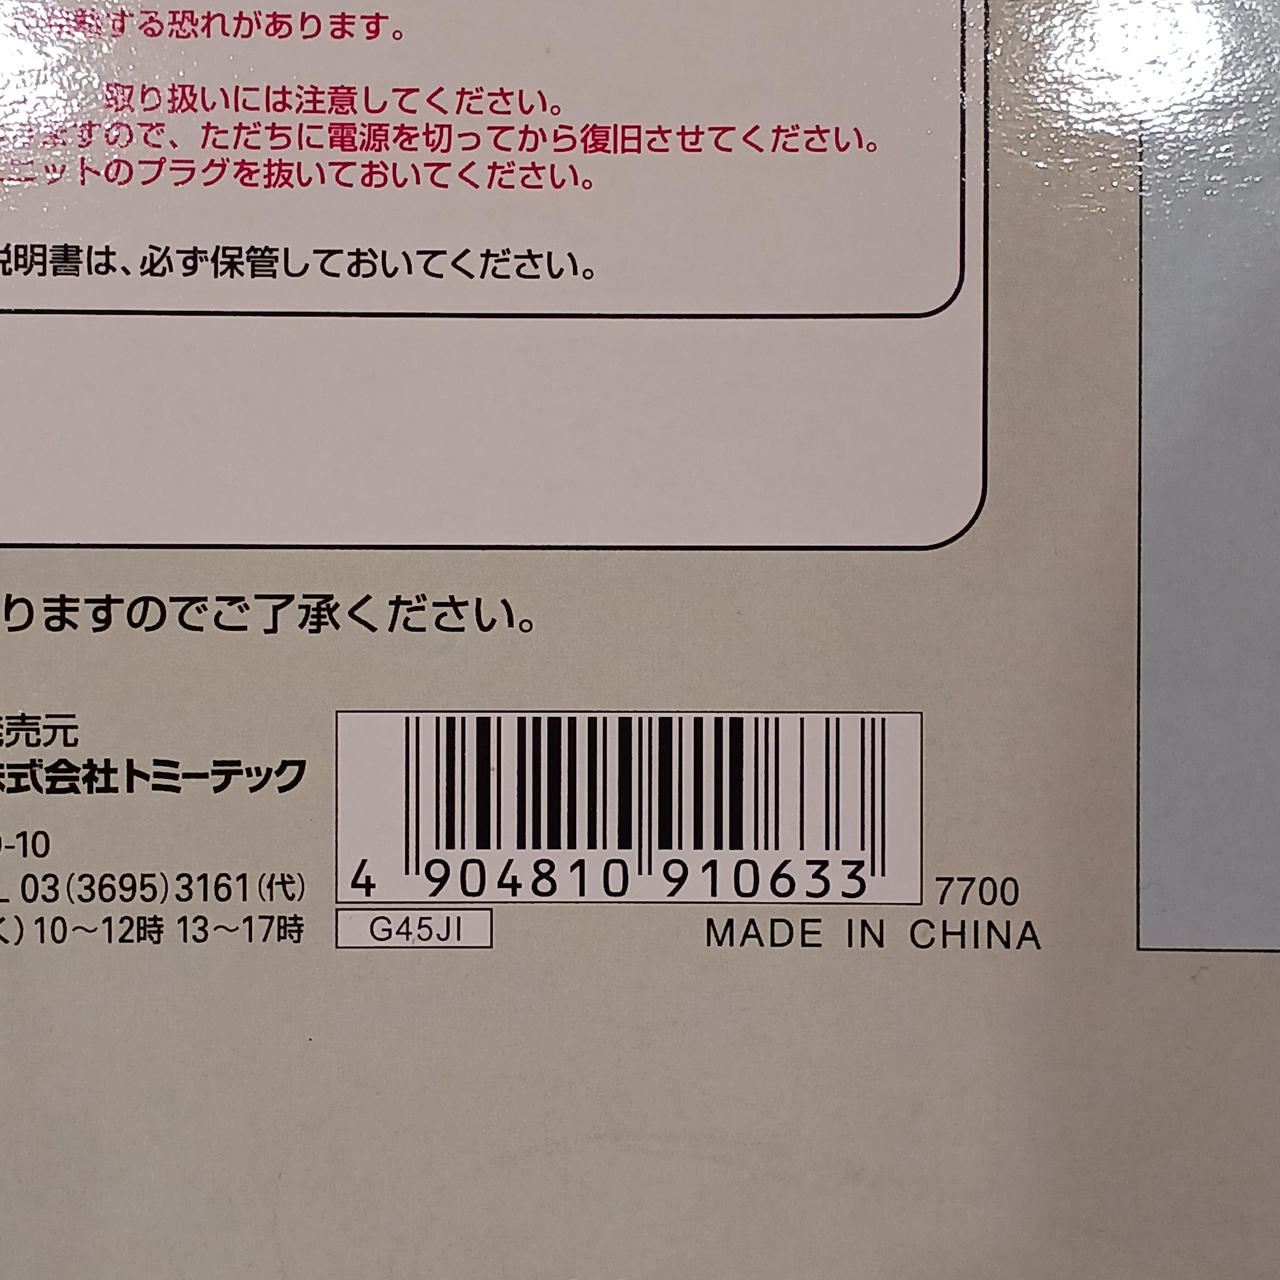 する恐れがあります。
取り扱いには注意してください。
ますので、ただちに電源を切ってから復旧させてください。
ニットのプラグを抜いておいてください。
説明書は、必ず保管しておいてください。
りますのでご了承ください。
発売元
株式会社トミーテック
9-10
03(3695)3161(代)
10～12時 13～17時
4 904810 910633
7700
G45JI
MADE IN CHINA